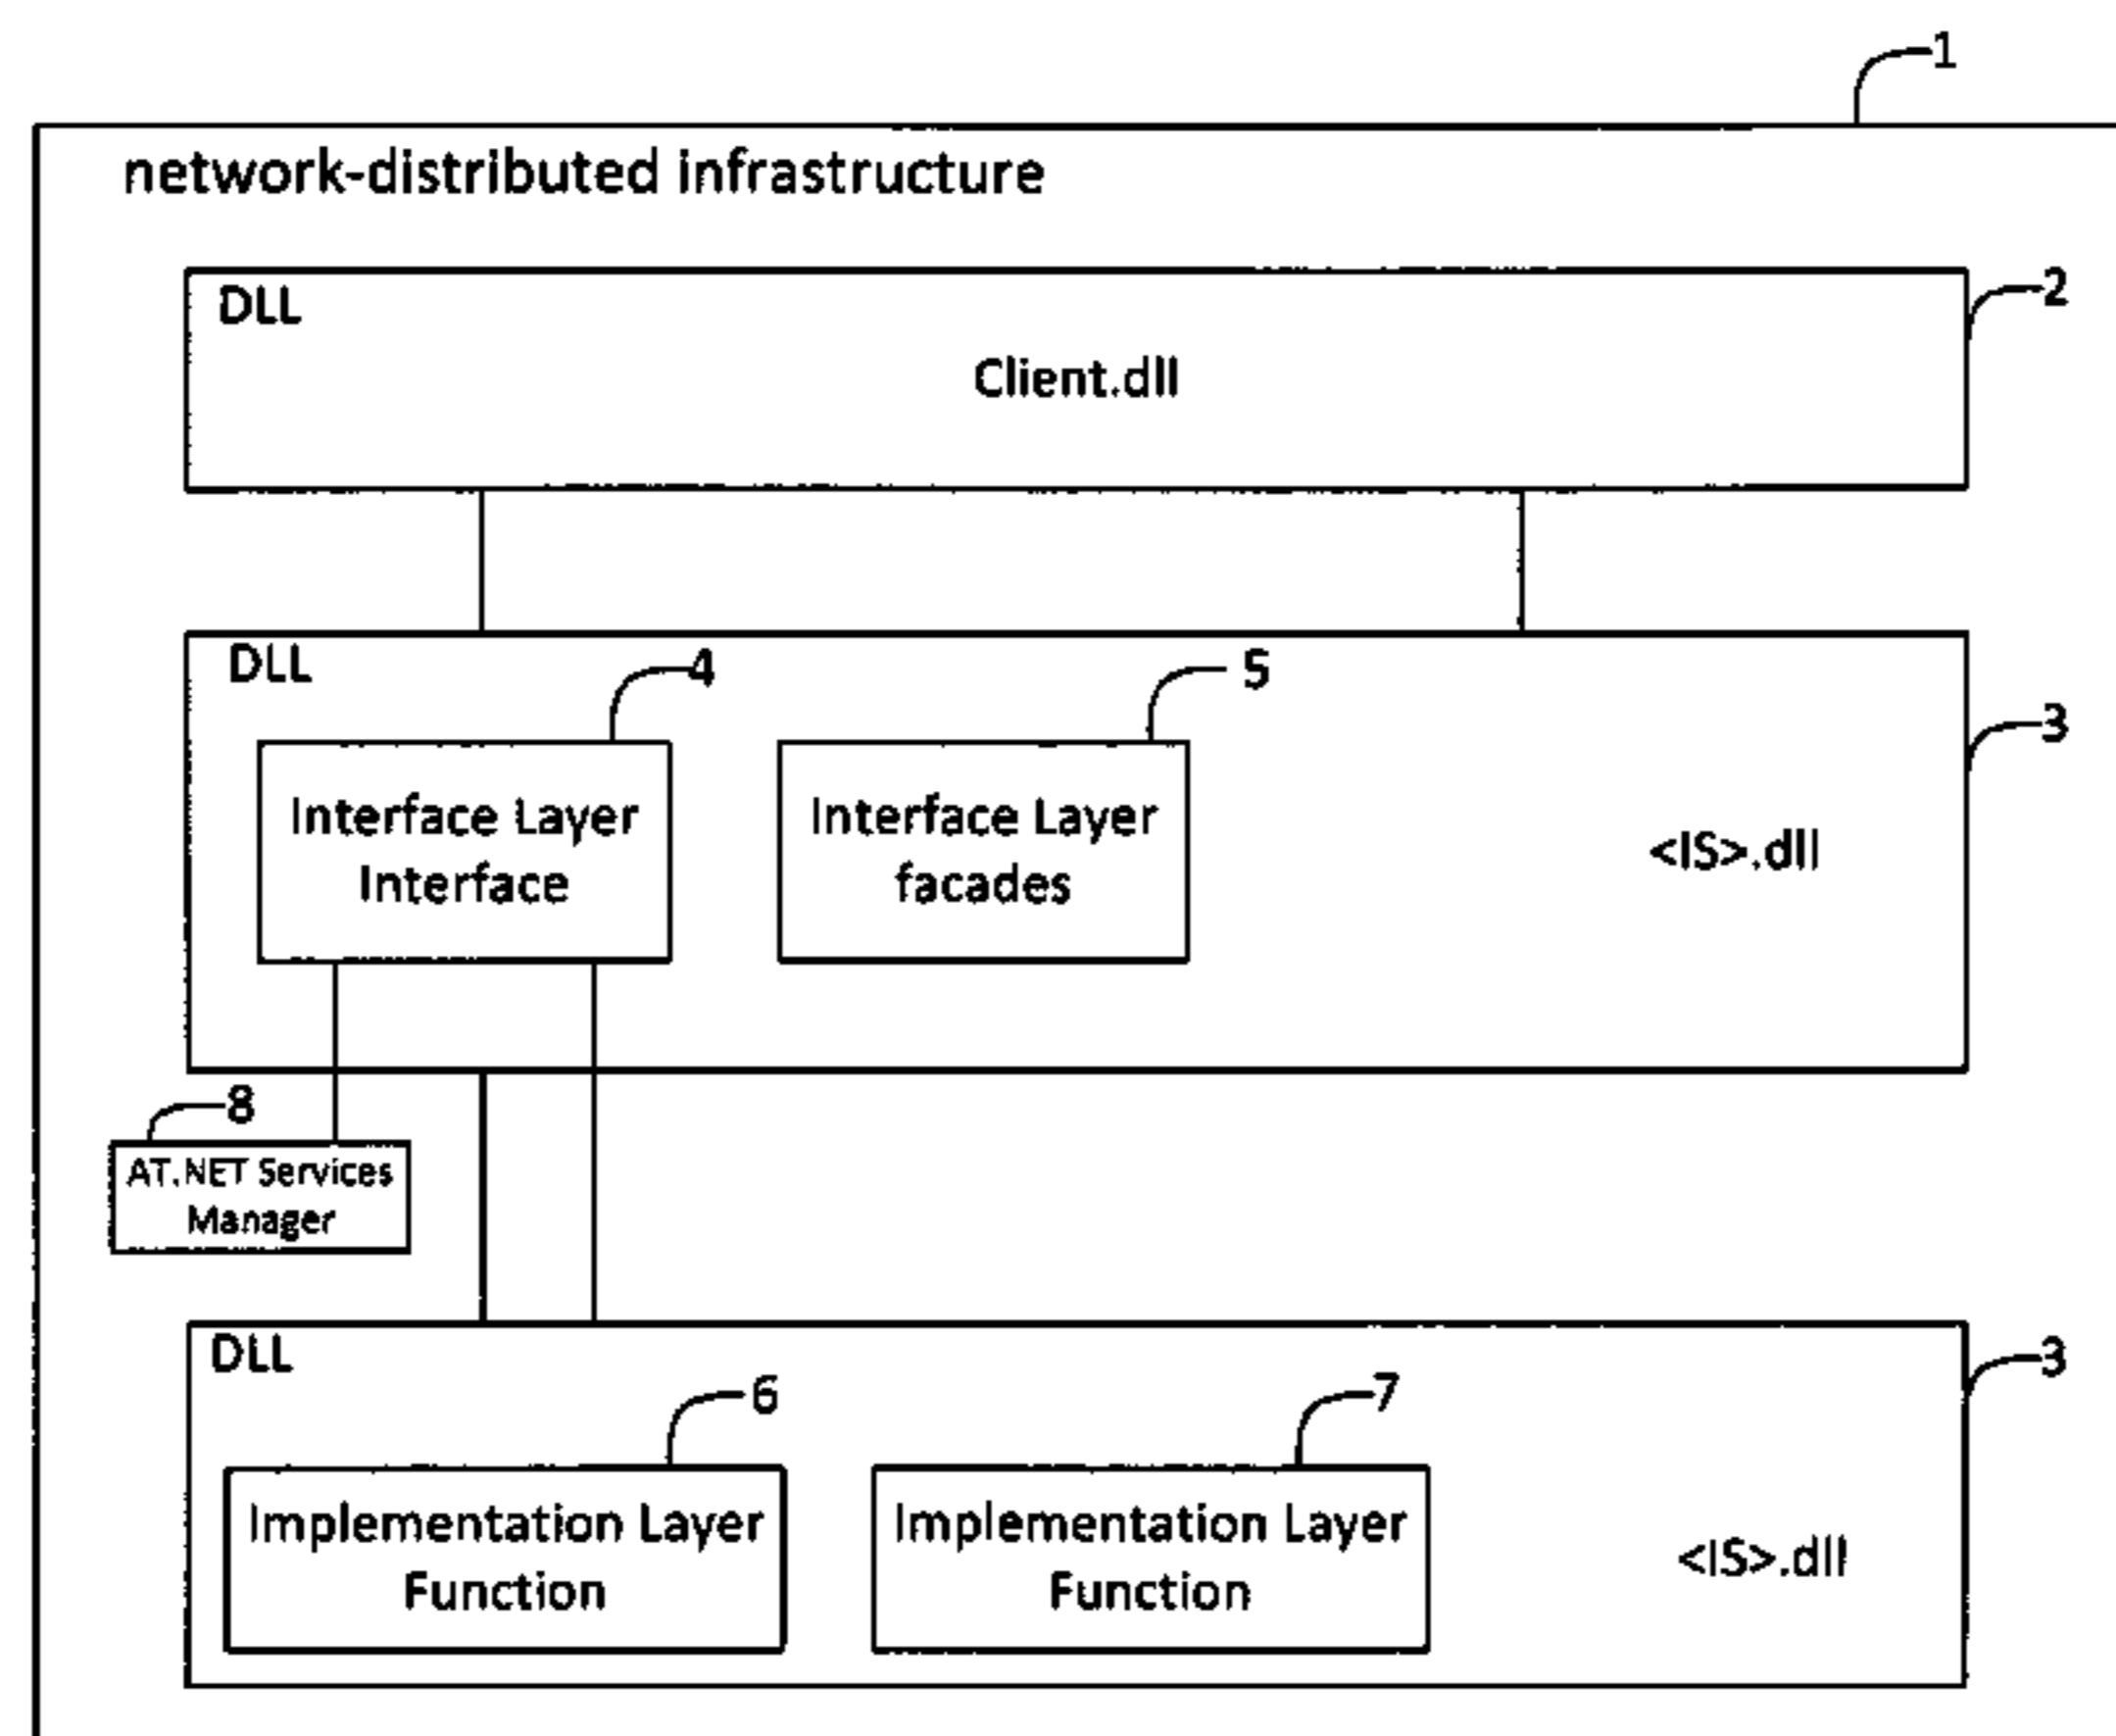 1
network-distributed infrastructure
DLL
2
Client.dll
DLL
4
5
3
Interface Layer
Interface
Interface Layer
facades
<IS>.dll
8
AT.NET Services
Manager
DLL
6
7
3
Implementation Layer
Function
Implementation Layer
Function
<IS>.dll